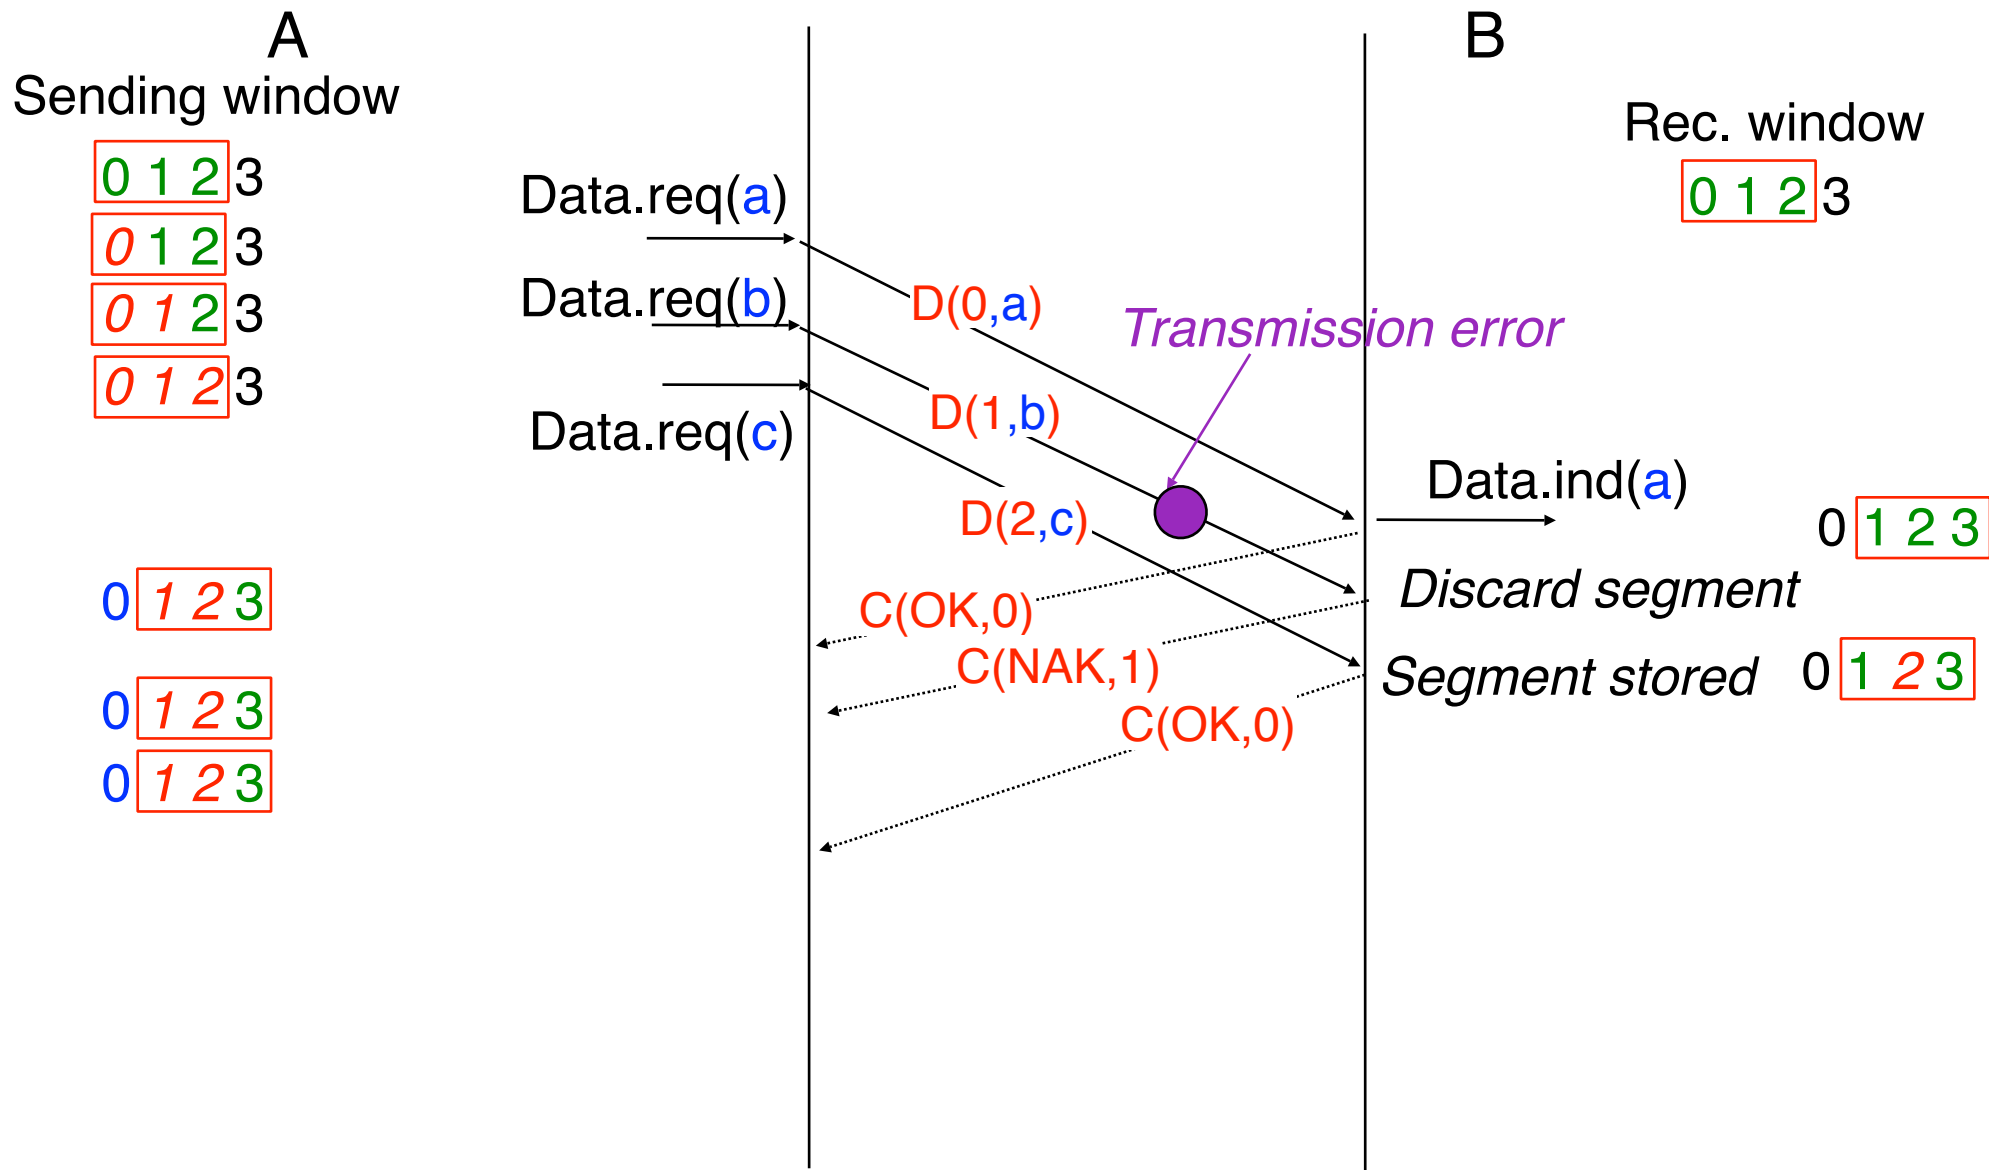 A
B
Sending window
Rec. window
0 1 2 3
0 1 2 3
Data.req(a)
0 1 2 3
Data.req(b)
D(0,a)
0 1 2 3
Transmission error
0 1 2 3
D(1,b)
Data.req(c)
Data.ind(a)
D(2,c)
0 1 2 3
Discard segment
0 1 2 3
C(OK,0)
C(NAK,1)
Segment stored
0 1 2 3
0 1 2 3
C(OK,0)
0 1 2 3